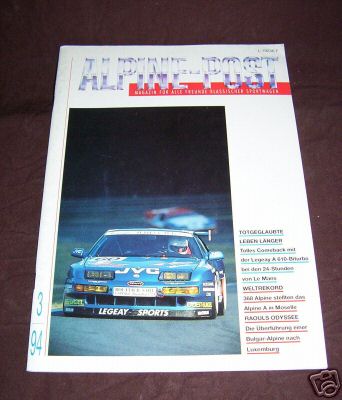 ALPINE-POST
MAGAZIN FÜR ALLE FREUNDE KLASSISCHER SPORTWAGEN
JVC
LEGEAY - SPORTS
TOTGEGLAUBTE
LEBEN LÄNGER
Tolles Comeback mit
der Legeay A 610-Biturbo
bei den 24-Stunden
von Le Mans
WELTREKORD
368 Alpine stellten das
Alpine A in Moselle
RAOULS ODYSSEE
Die Überführung einer
Bulgar-Alpine nach
Luxemburg
3
94